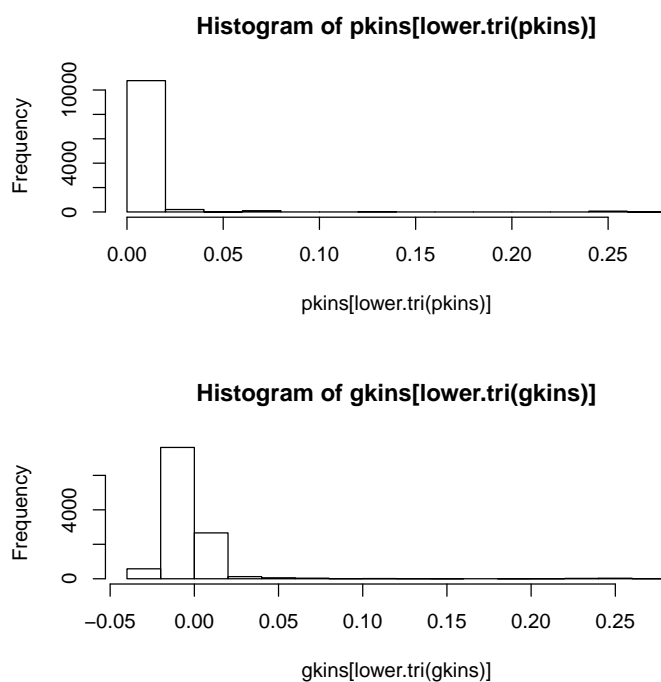 Histogram of pkins[lower.tri(pkins)]
Frequency
10000
4000
0
0.00 0.05 0.10 0.15 0.20 0.25
pkins[lower.tri(pkins)]
Histogram of gkins[lower.tri(gkins)]
Frequency
4000
0
−0.05 0.00 0.05 0.10 0.15 0.20 0.25
gkins[lower.tri(gkins)]